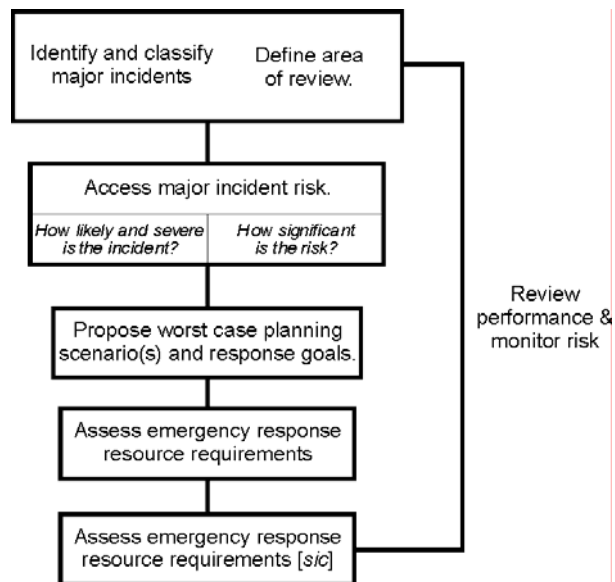 Identify and classify
major incidents
Define area
of review.
Access major incident risk.
How likely and severe
is the incident?
How significant
is the risk?
Propose worst case planning
scenario(s) and response goals.
Assess emergency response
resource requirements
Assess emergency response
resource requirements [sic]
Review
performance &
monitor risk